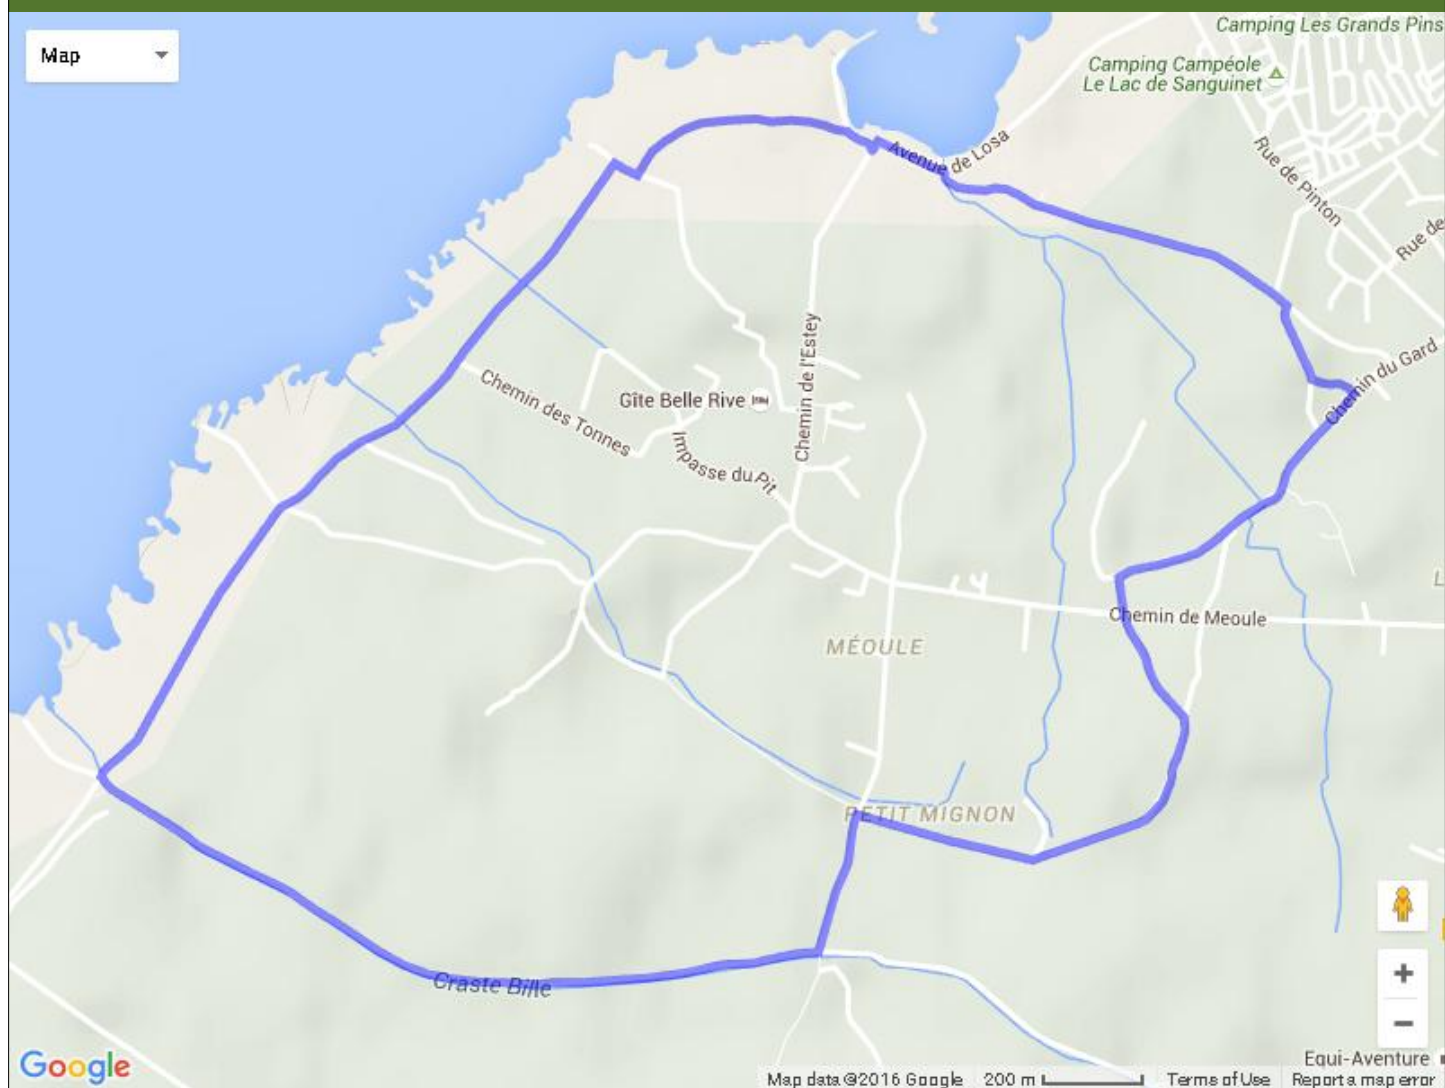 Camping Les Grands Pins
Map
Camping Campéole
Le Lac de Sanguinet
Avenue de Losa
Rue de Pinton
Rue de
Chemin de l'Estey
Chemin du Gard
Chemin des Tonnes
Gîte Belle Rive
Impasse du Pit
Chemin de Meoule
MÉOULE
PETIT MIGNON
Craste Bille
+
−
Google
Equi-Aventure
Map data ©2016 Google 200 m Terms of Use Report a map error